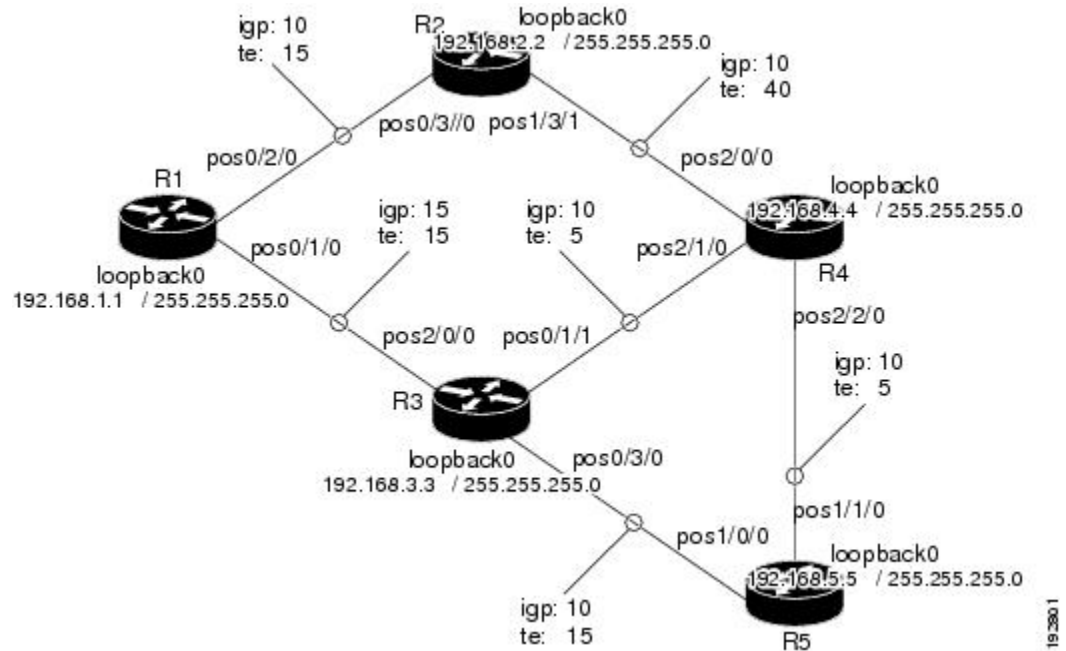 igp: 10
te: 15
R2
loopback0
192.168.2.2 / 255.255.255.0
igp: 10
te: 40
pos0/3//0
pos1/3/1
pos0/2/0
pos2/0/0
R1
loopback0
192.168.4.4 / 255.255.255.0
igp: 15
te: 15
igp: 10
te: 5
pos0/1/0
pos2/1/0
R4
loopback0
192.168.1.1 / 255.255.255.0
pos2/2/0
pos2/0/0
pos0/1/1
igp: 10
te: 5
R3
loopback0
192.168.3.3 / 255.255.255.0
pos0/3/0
pos1/1/0
pos1/0/0
loopback0
192.168.5.5 / 255.255.255.0
igp: 10
te: 15
R5
192801